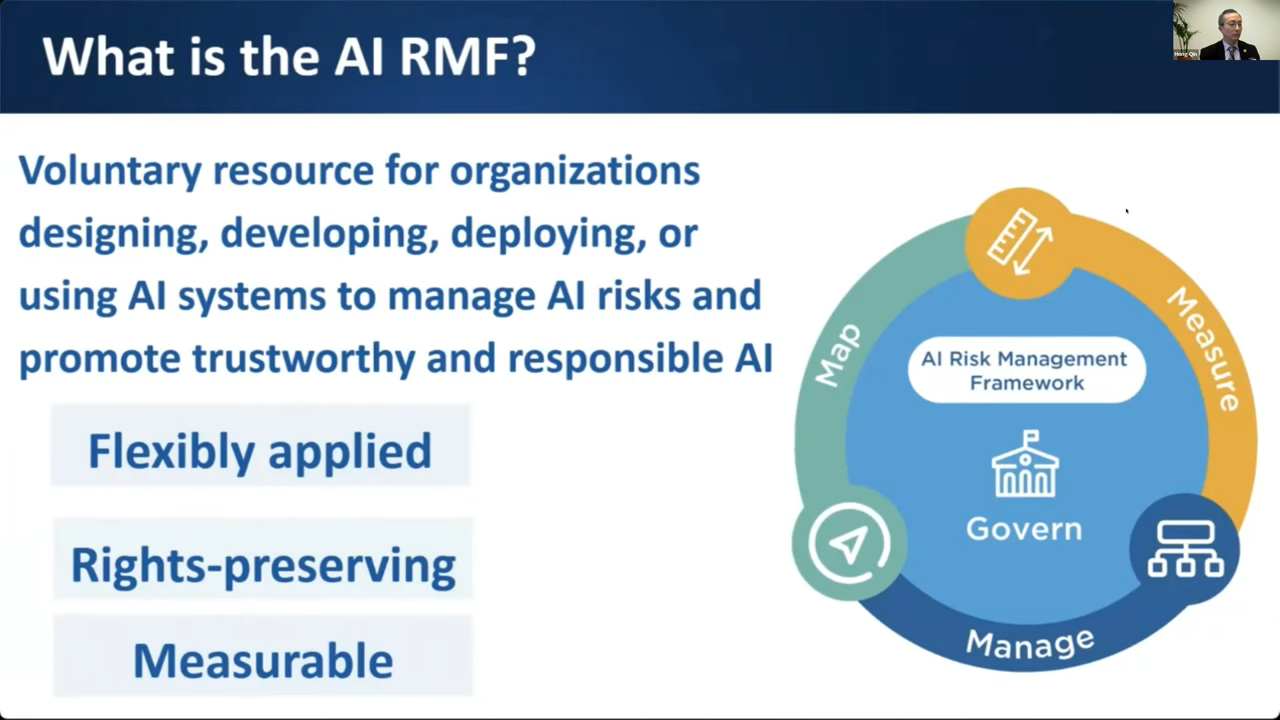 What is the AI RMF?
Hong Qin
Voluntary resource for organizations
designing, developing, deploying, or
using AI systems to manage AI risks and
promote trustworthy and responsible AI
Flexibly applied
Rights-preserving
Measurable
Map
Measure
AI Risk Management
Framework
Govern
Manage